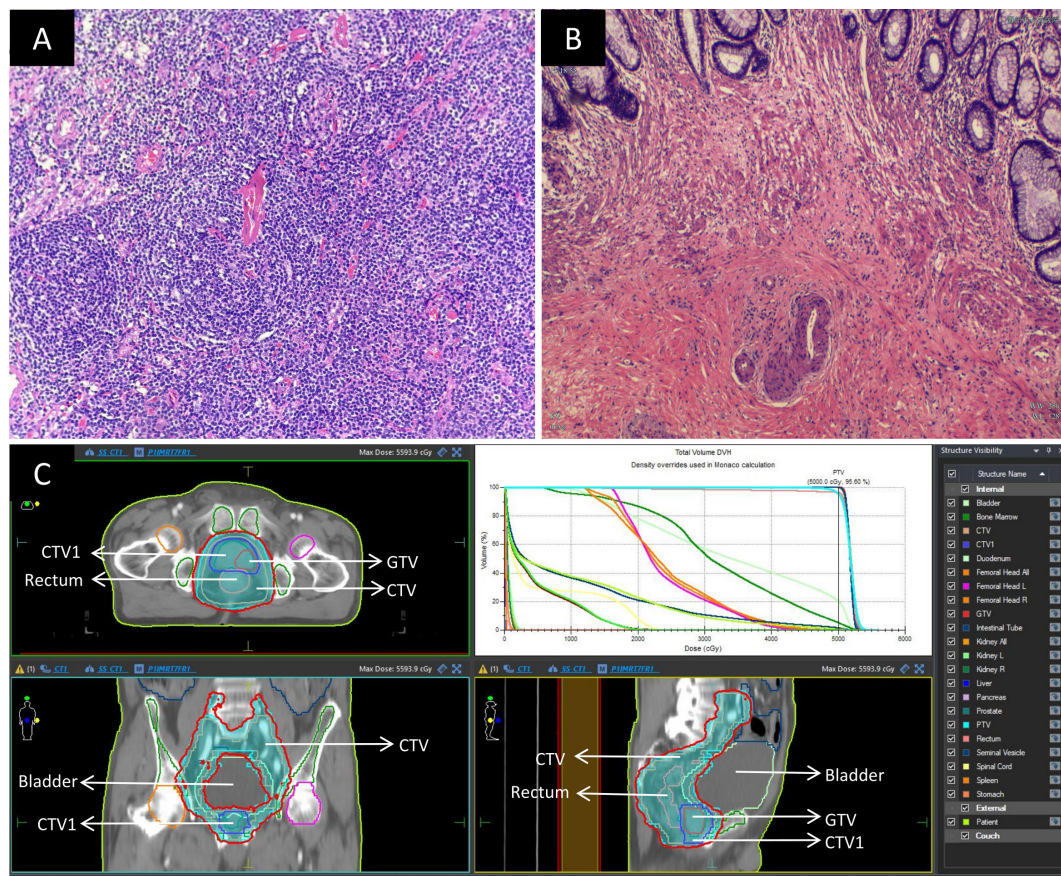 A
B
C
SS_CT1 P1IMRT7FR1 Max Dose: 5593.9 cGy
CTV1
Rectum
GTV
CTV
Total Volume DVH
Density overrides used in Monaco calculation
PTV
(5000.0 cGy, 95.60 %)
Volume (%)
100
80
60
40
20
0
0 1000 2000 3000 4000 5000 6000
Dose (cGy)
Structure Visibility
Structure Name
Internal
Bladder
Bone Marrow
CTV
CTV1
Duodenum
Femoral Head All
Femoral Head L
Femoral Head R
GTV
Intestinal Tube
Kidney All
Kidney L
Kidney R
Liver
Pancreas
Prostate
PTV
Rectum
Seminal Vesicle
Spinal Cord
Spleen
Stomach
External
Patient
Couch
(1) CT1 SS_CT1 P1IMRT7FR1 Max Dose: 5593.9 cGy
CTV
Bladder
CTV1
(1) CT1 SS_CT1 P1IMRT7FR1 Max Dose: 5593.9 cGy
CTV
Rectum
Bladder
GTV
CTV1